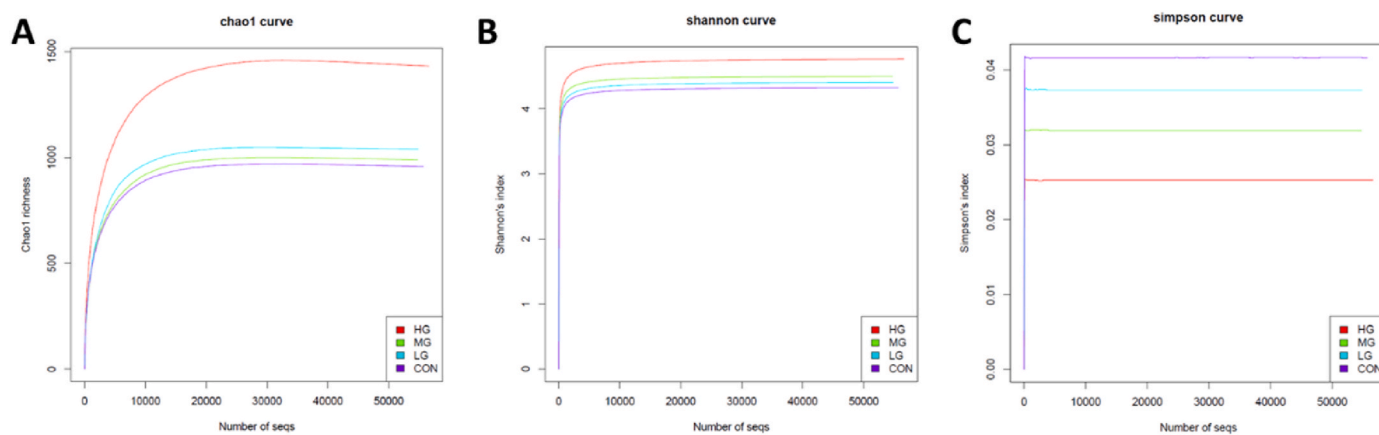 A
chao1 curve
Chao1 richness
1500
1000
500
0
0 10000 20000 30000 40000 50000
Number of seqs
HG
MG
LG
CON
B
shannon curve
Shannon's index
4
3
2
1
0
0 10000 20000 30000 40000 50000
Number of seqs
HG
MG
LG
CON
C
simpson curve
Simpson's index
0.04
0.03
0.02
0.01
0.00
0 10000 20000 30000 40000 50000
Number of seqs
HG
MG
LG
CON